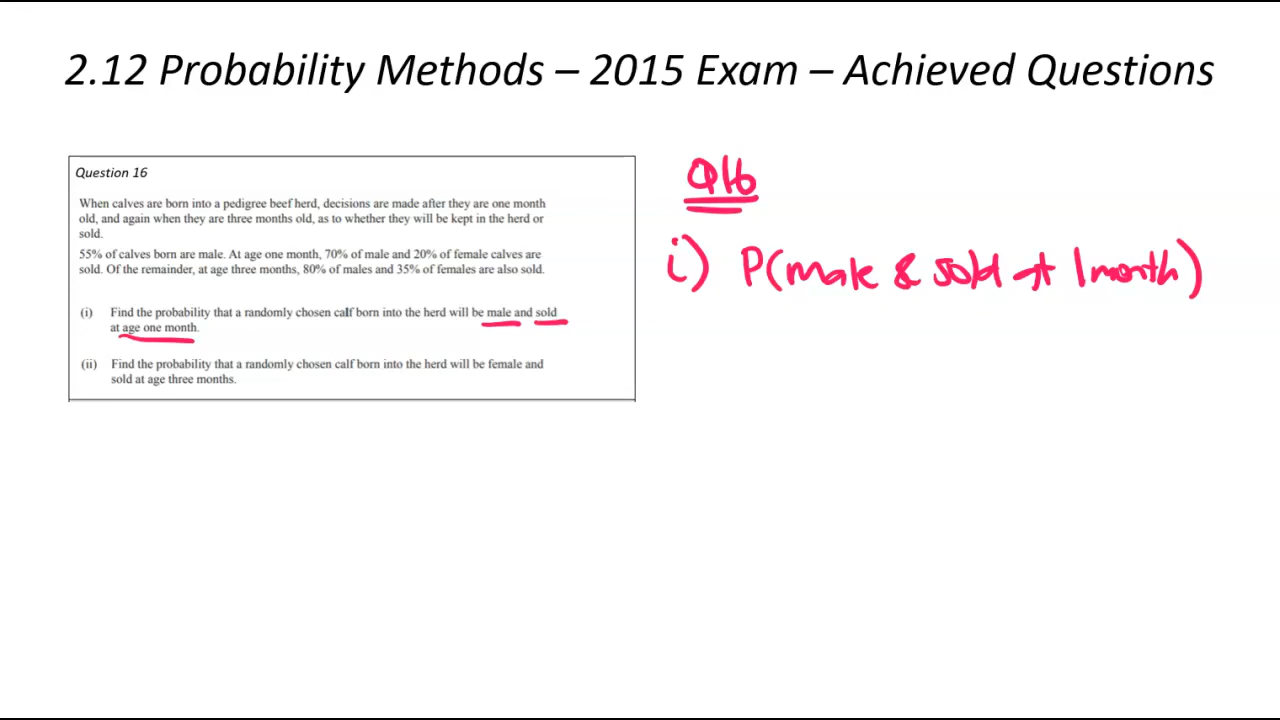 2.12 Probability Methods – 2015 Exam – Achieved Questions
Question 16
When calves are born into a pedigree beef herd, decisions are made after they are one month
old, and again when they are three months old, as to whether they will be kept in the herd or
sold.
55% of calves born are male. At age one month, 70% of male and 20% of female calves are
sold. Of the remainder, at age three months, 80% of males and 35% of females are also sold.
(i) Find the probability that a randomly chosen calf born into the herd will be male and sold
at age one month.
(ii) Find the probability that a randomly chosen calf born into the herd will be female and
sold at age three months.
Q16
i) P(male & sold at 1 month)